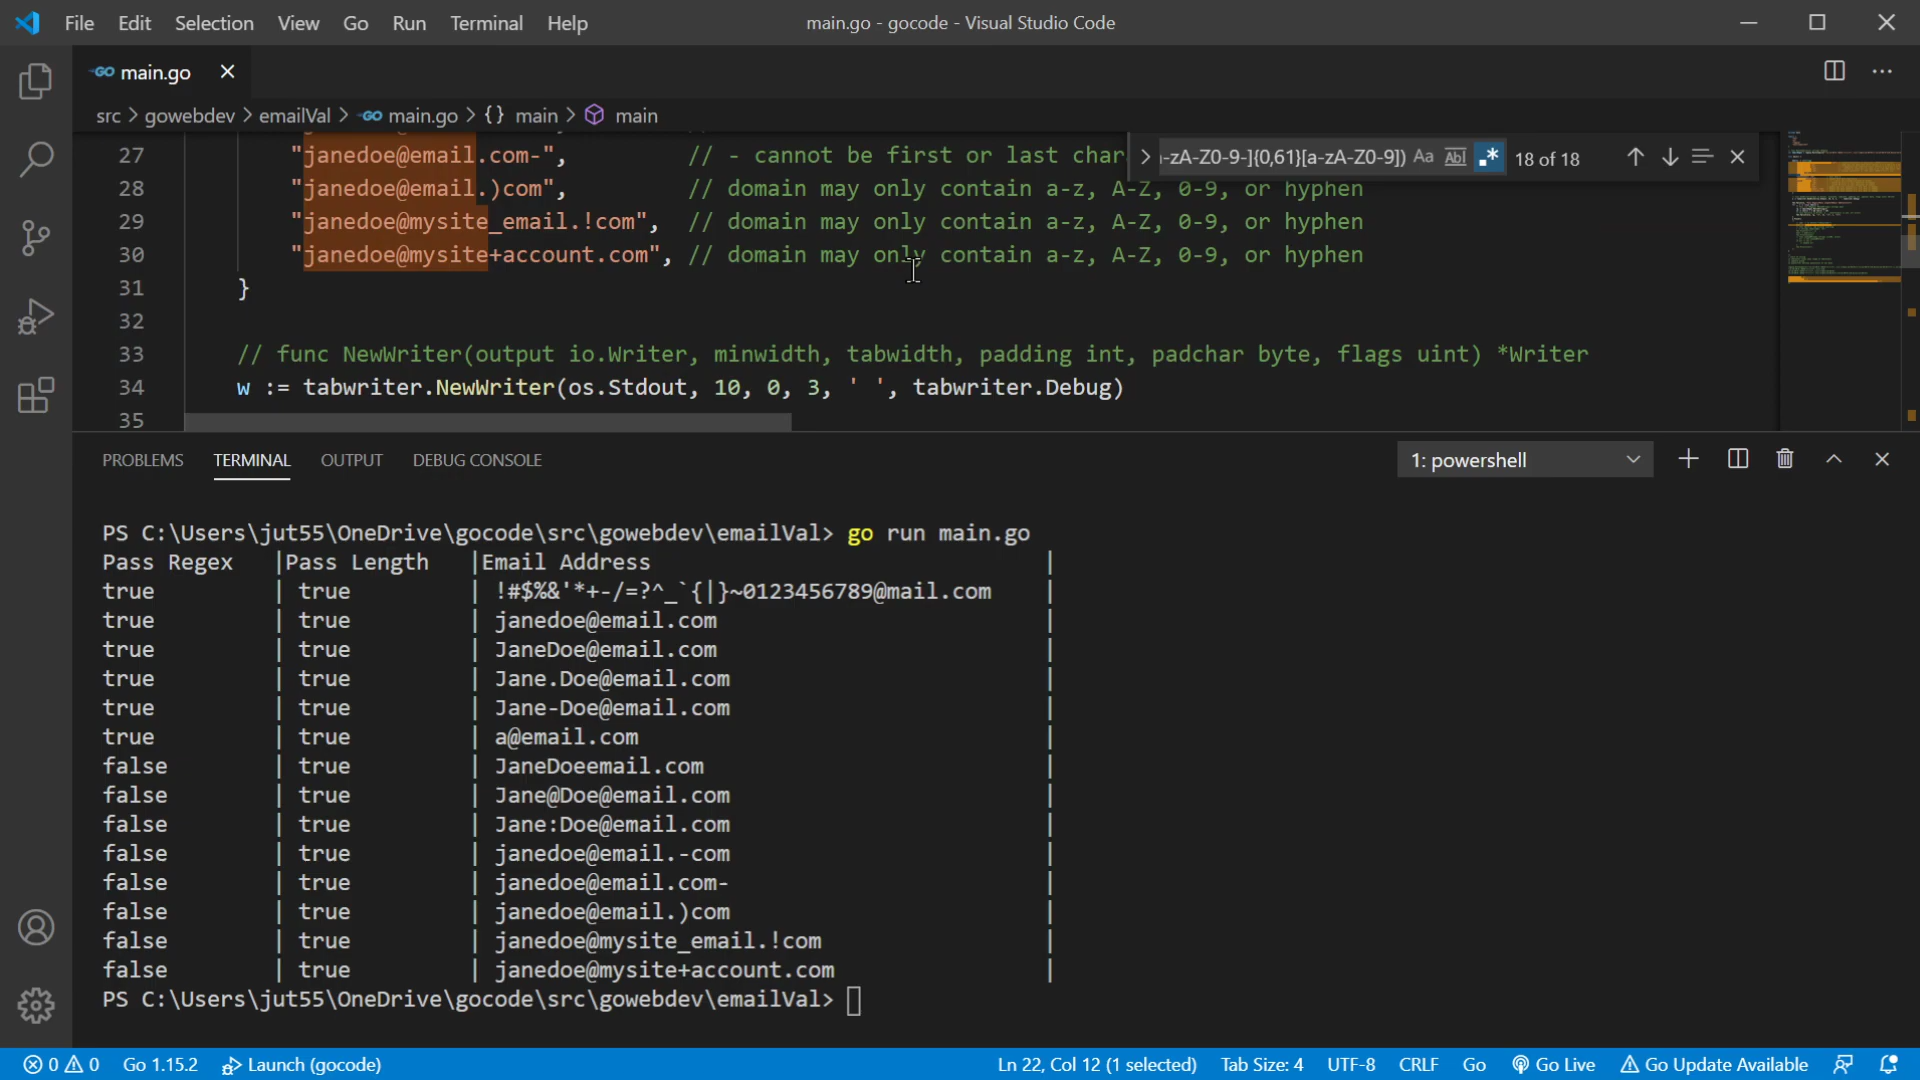 File Edit Selection View Go Run Terminal Help main.go - gocode - Visual Studio Code
GO main.go
src > gowebdev > emailVal > GO main.go > {} main > main
27 "janedoe@email.com-", // - cannot be first or last char
-zA-Z0-9-]{0,61}[a-zA-Z0-9]) Aa Abl .* 18 of 18
28 "janedoe@email.)com", // domain may only contain a-z, A-Z, 0-9, or hyphen
29 "janedoe@mysite_email.!com", // domain may only contain a-z, A-Z, 0-9, or hyphen
30 "janedoe@mysite+account.com", // domain may only contain a-z, A-Z, 0-9, or hyphen
31 }
32
33 // func NewWriter(output io.Writer, minwidth, tabwidth, padding int, padchar byte, flags uint) *Writer
34 w := tabwriter.NewWriter(os.Stdout, 10, 0, 3, ' ', tabwriter.Debug)
35
PROBLEMS TERMINAL OUTPUT DEBUG CONSOLE 1: powershell
PS C:\Users\jut55\OneDrive\gocode\src\gowebdev\emailVal> go run main.go
Pass Regex |Pass Length |Email Address |
true | true | !#$%&'*+-/=?^_`{|}~0123456789@mail.com |
true | true | janedoe@email.com |
true | true | JaneDoe@email.com |
true | true | Jane.Doe@email.com |
true | true | Jane-Doe@email.com |
true | true | a@email.com |
false | true | JaneDoeemail.com |
false | true | Jane@Doe@email.com |
false | true | Jane:Doe@email.com |
false | true | janedoe@email.-com |
false | true | janedoe@email.com- |
false | true | janedoe@email.)com |
false | true | janedoe@mysite_email.!com |
false | true | janedoe@mysite+account.com |
PS C:\Users\jut55\OneDrive\gocode\src\gowebdev\emailVal>
0 0 Go 1.15.2 Launch (gocode) Ln 22, Col 12 (1 selected) Tab Size: 4 UTF-8 CRLF Go Go Live Go Update Available